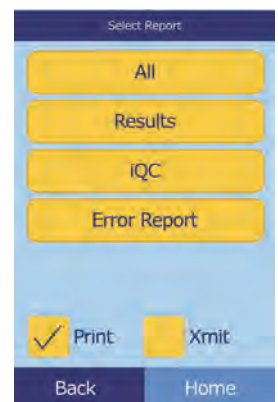 Select Report
All
Results
iQC
Error Report
Print Xmit
Back Home